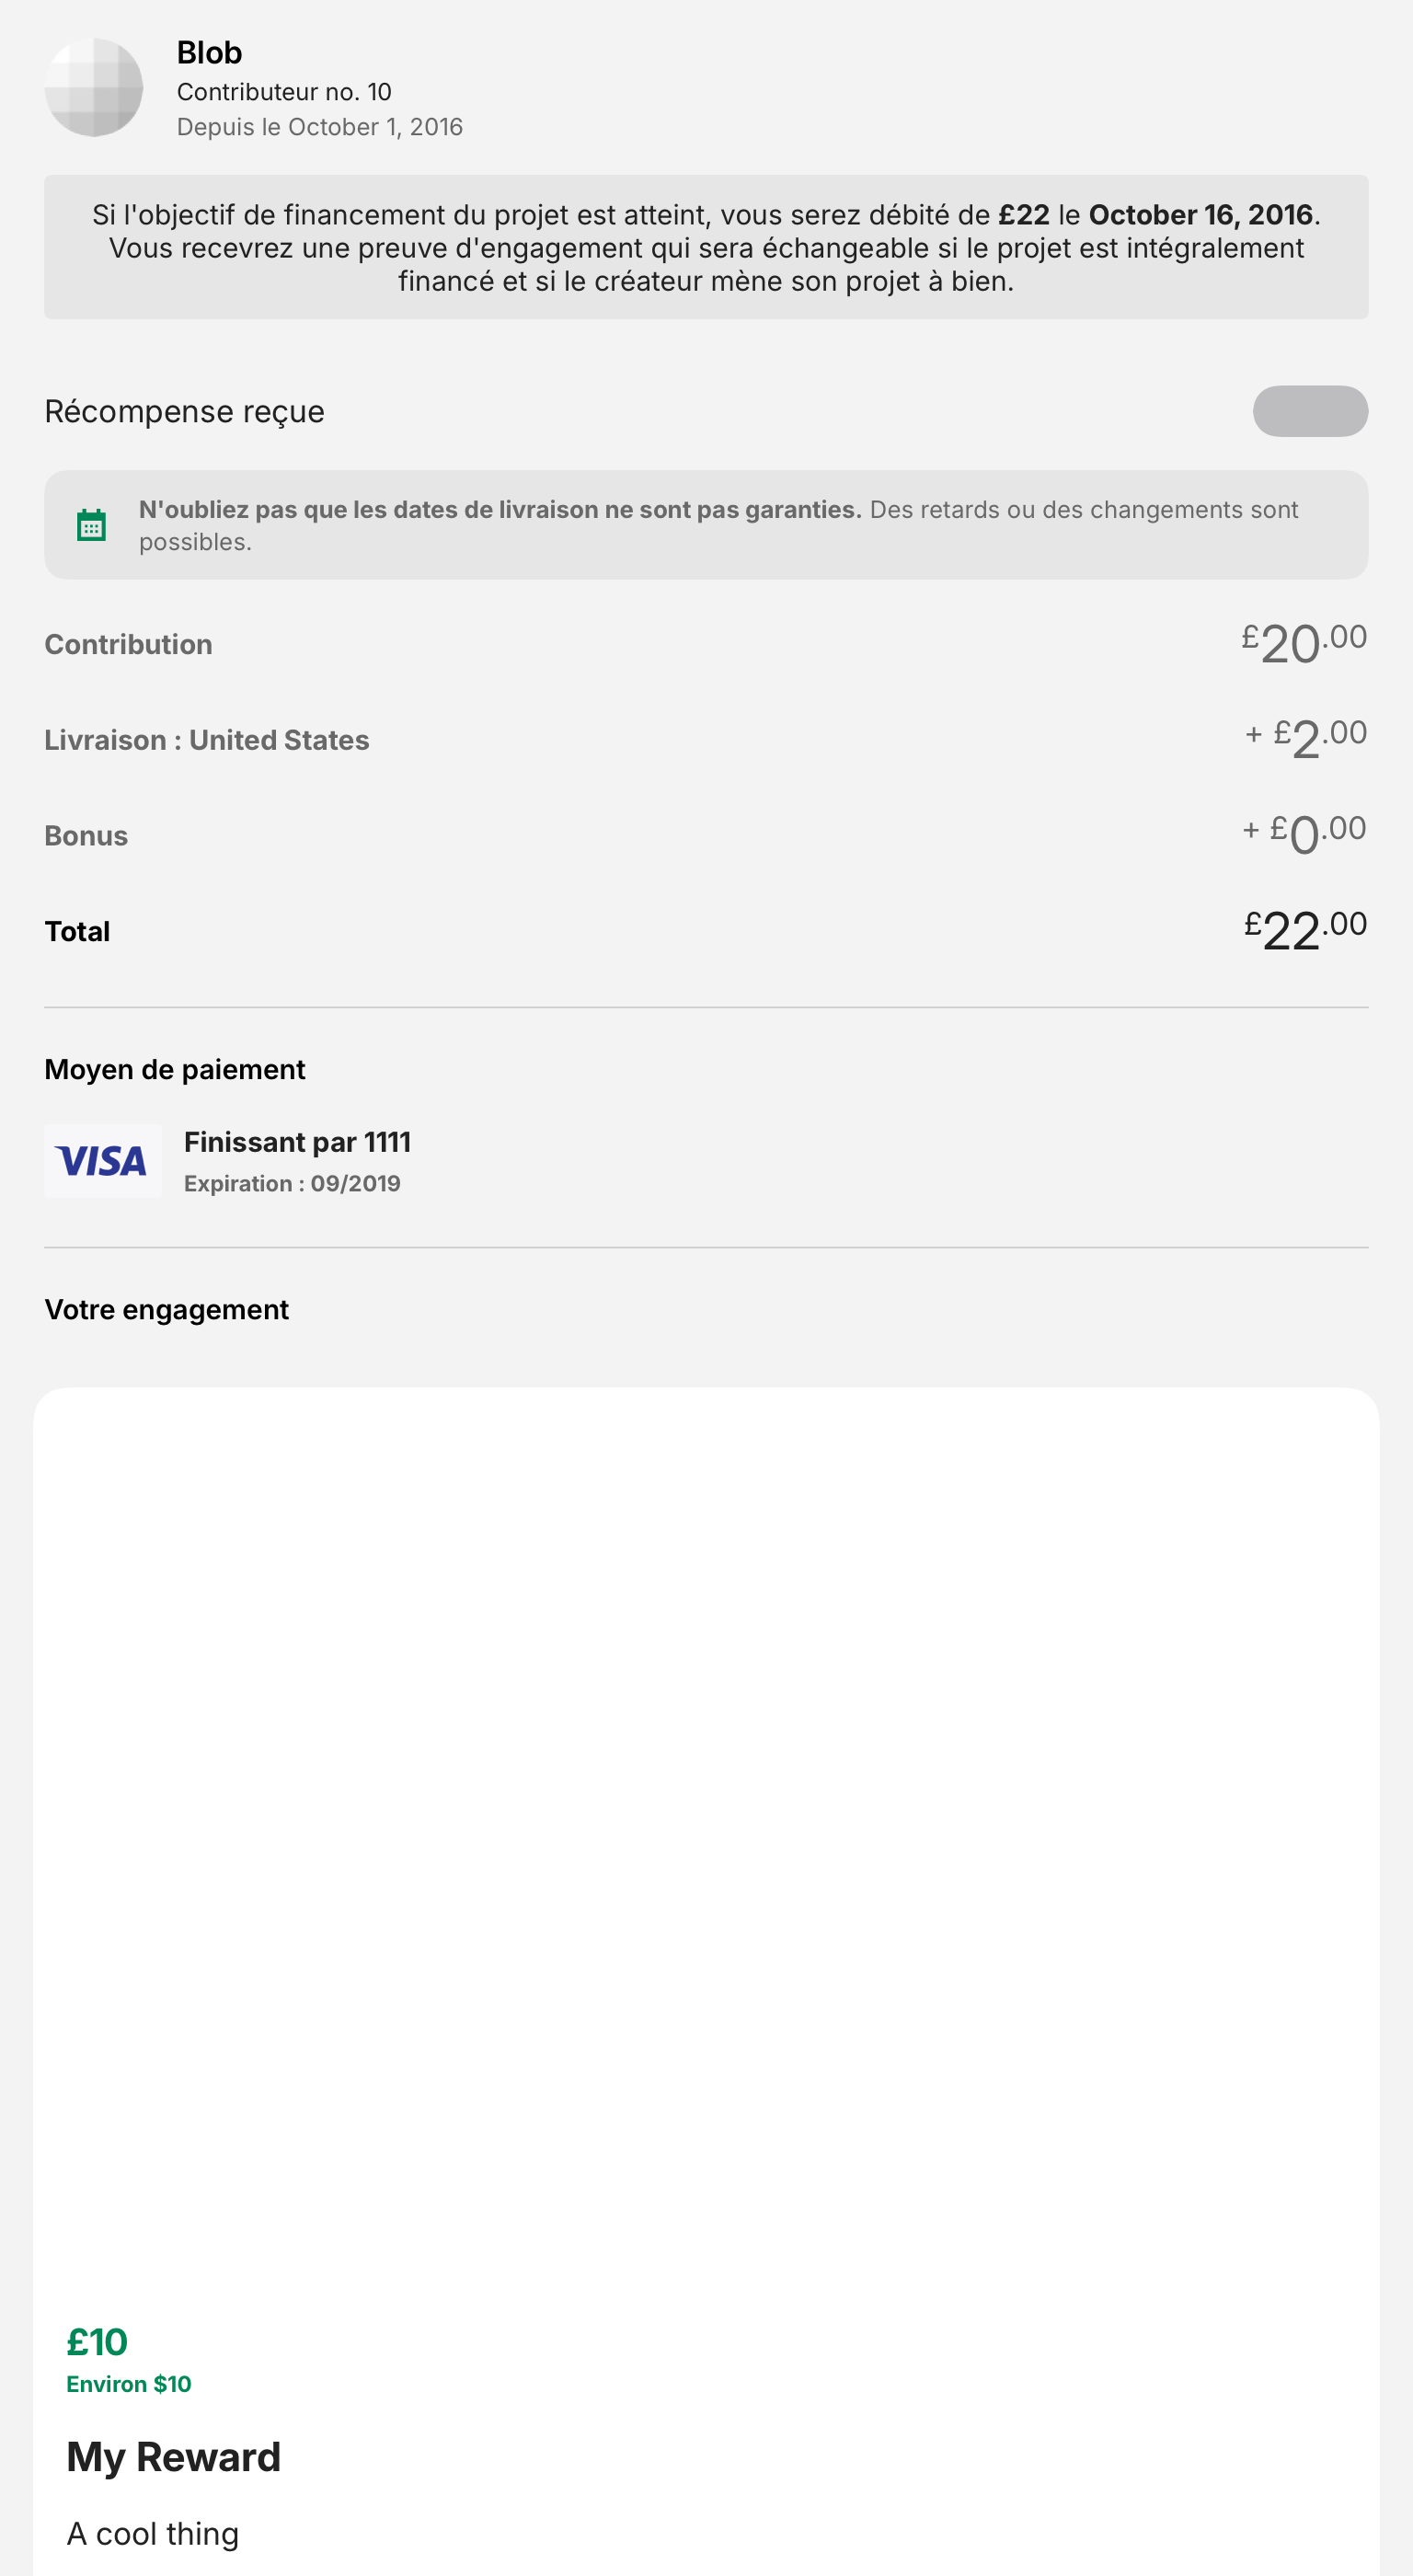 Blob
Contributeur no. 10
Depuis le October 1, 2016
Si l'objectif de financement du projet est atteint, vous serez débité de £22 le October 16, 2016.
Vous recevrez une preuve d'engagement qui sera échangeable si le projet est intégralement
financé et si le créateur mène son projet à bien.
Récompense reçue
N'oubliez pas que les dates de livraison ne sont pas garanties. Des retards ou des changements sont
possibles.
Contribution £20.00
Livraison : United States + £2.00
Bonus + £0.00
Total £22.00
Moyen de paiement
VISA
Finissant par 1111
Expiration : 09/2019
Votre engagement
£10
Environ $10
My Reward
A cool thing